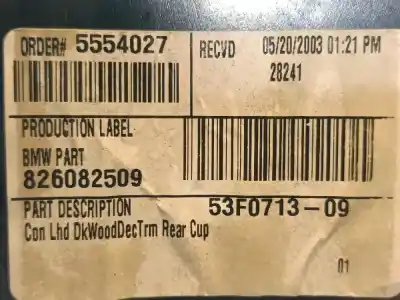 ORDER# 5554027
RECVD 05/20/2003 01:21 PM
28241
PRODUCTION LABEL
BMW PART
826082509
PART DESCRIPTION 53F0713-09
Con Lhd DkWoodDecTrm Rear Cup
01